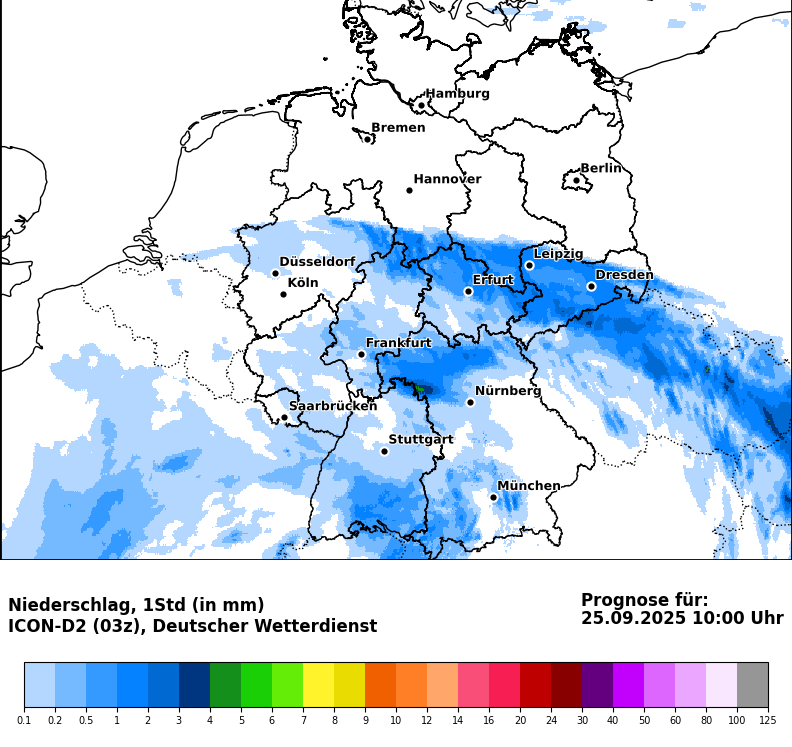 Hamburg
Bremen
Berlin
Hannover
Leipzig
Düsseldorf
Dresden
Köln
Erfurt
Frankfurt
Nürnberg
Saarbrücken
Stuttgart
München
Niederschlag, 1Std (in mm)
ICON-D2 (03z), Deutscher Wetterdienst
Prognose für:
25.09.2025 10:00 Uhr
0.1 0.2 0.5 1 2 3 4 5 6 7 8 9 10 12 14 16 20 24 30 40 50 60 80 100 125